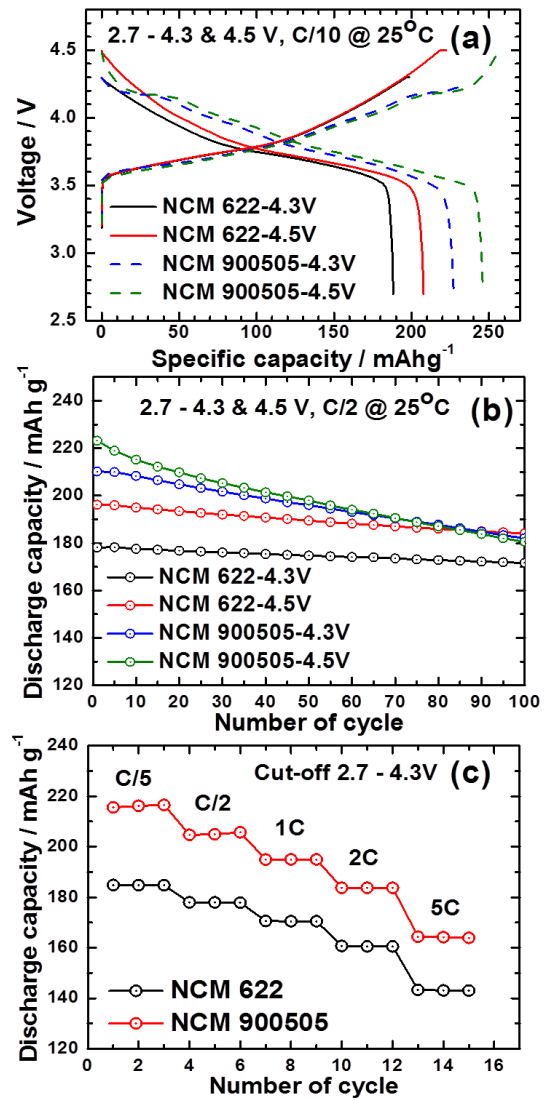 2.7 - 4.3 & 4.5 V, C/10 @ 25°C (a)
4.5
4.0
3.5
3.0
2.5
Voltage / V
NCM 622-4.3V
NCM 622-4.5V
NCM 900505-4.3V
NCM 900505-4.5V
0 50 100 150 200 250
Specific capacity / mAhg-1
2.7 - 4.3 & 4.5 V, C/2 @ 25°C (b)
240
220
200
180
160
140
120
Discharge capacity / mAh g-1
NCM 622-4.3V
NCM 622-4.5V
NCM 900505-4.3V
NCM 900505-4.5V
0 10 20 30 40 50 60 70 80 90 100
Number of cycle
Cut-off 2.7 - 4.3V (c)
240
220
200
180
160
140
120
Discharge capacity / mAh g-1
C/5
C/2
1C
2C
5C
NCM 622
NCM 900505
0 2 4 6 8 10 12 14 16
Number of cycle